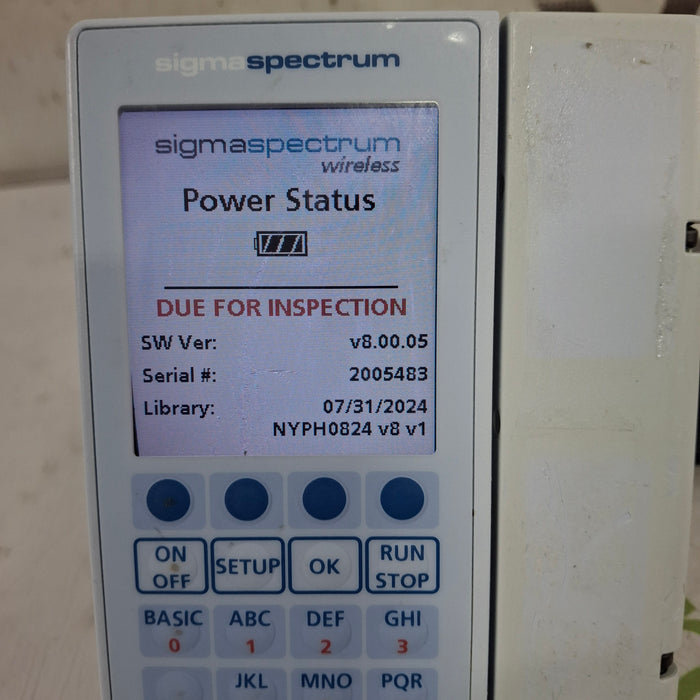 sigmaspectrum
sigmaspectrum
wireless
Power Status
DUE FOR INSPECTION
SW Ver: v8.00.05
Serial #: 2005483
Library: 07/31/2024
NYPH0824 v8 v1
ON OFF SETUP OK RUN STOP
BASIC ABC DEF GHI
0 1 2 3
JKL MNO PQR